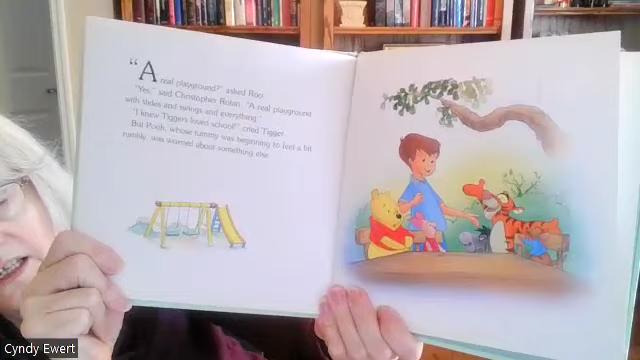 “A real playground?” asked Roo.
“Yes,” said Christopher Robin. “A real playground
with slides and swings and everything.”
“I knew Tiggers loved school!” cried Tigger.
But Pooh, whose tummy was beginning to feel a bit
rumbly, was worried about something else.
Cyndy Ewert